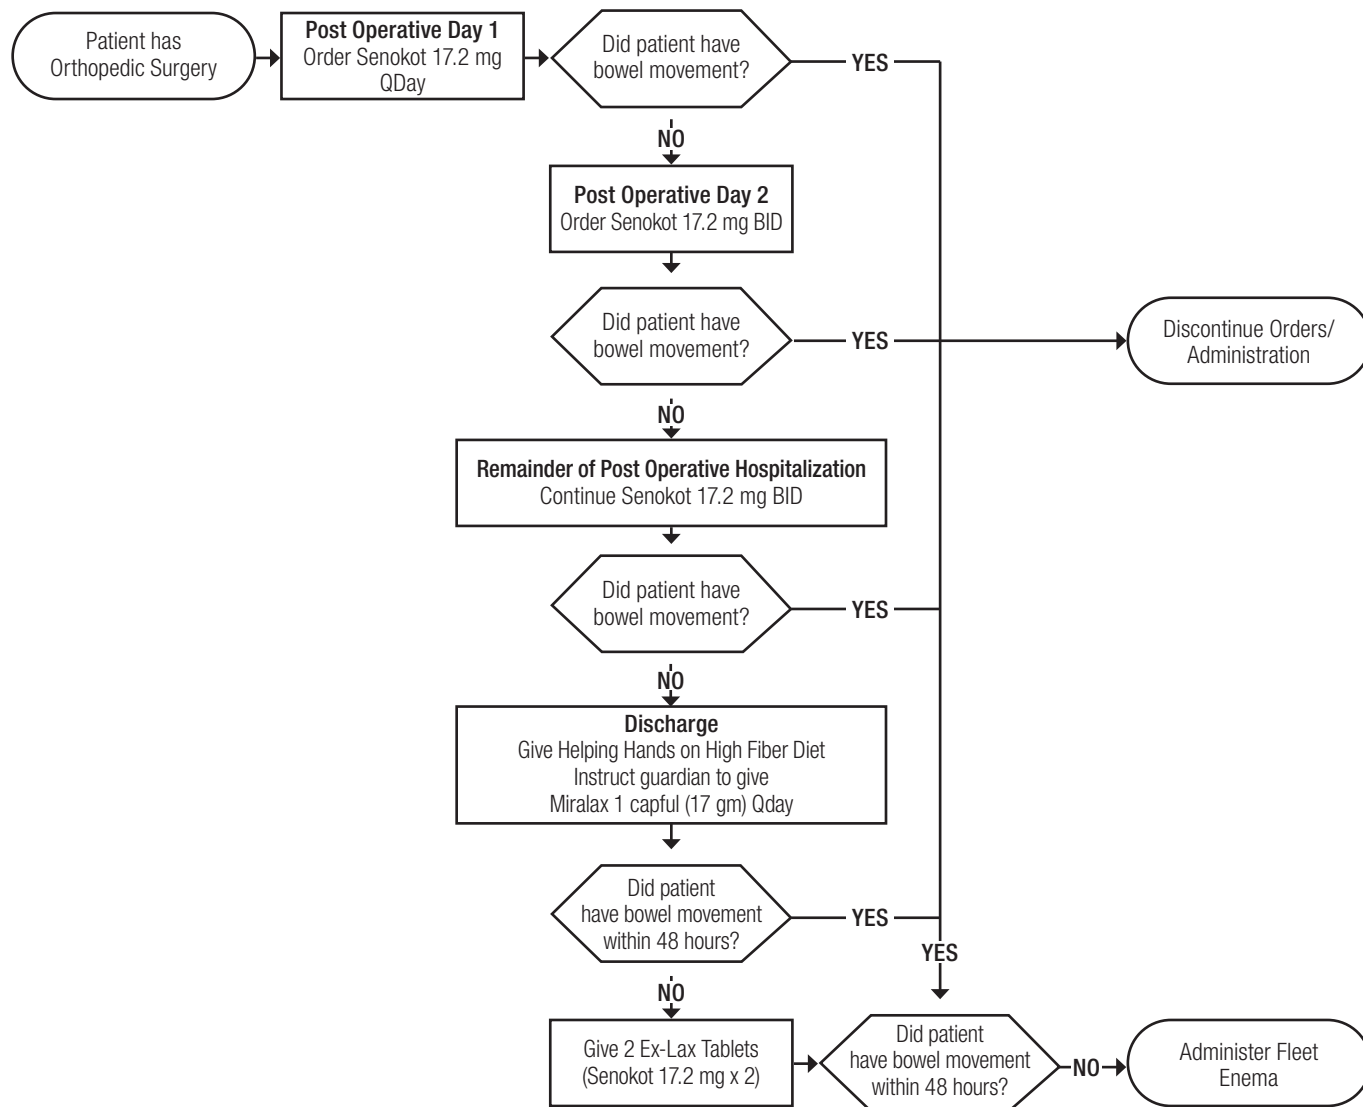 Patient has
Orthopedic Surgery
Post Operative Day 1
Order Senokot 17.2 mg
QDay
Did patient have
bowel movement?
YES
NO
Post Operative Day 2
Order Senokot 17.2 mg BID
Did patient have
bowel movement?
YES
Discontinue Orders/
Administration
NO
Remainder of Post Operative Hospitalization
Continue Senokot 17.2 mg BID
Did patient have
bowel movement?
YES
NO
Discharge
Give Helping Hands on High Fiber Diet
Instruct guardian to give
Miralax 1 capful (17 gm) Qday
Did patient
have bowel movement
within 48 hours?
YES
YES
NO
Give 2 Ex-Lax Tablets
(Senokot 17.2 mg x 2)
Did patient
have bowel movement
within 48 hours?
NO
Administer Fleet
Enema